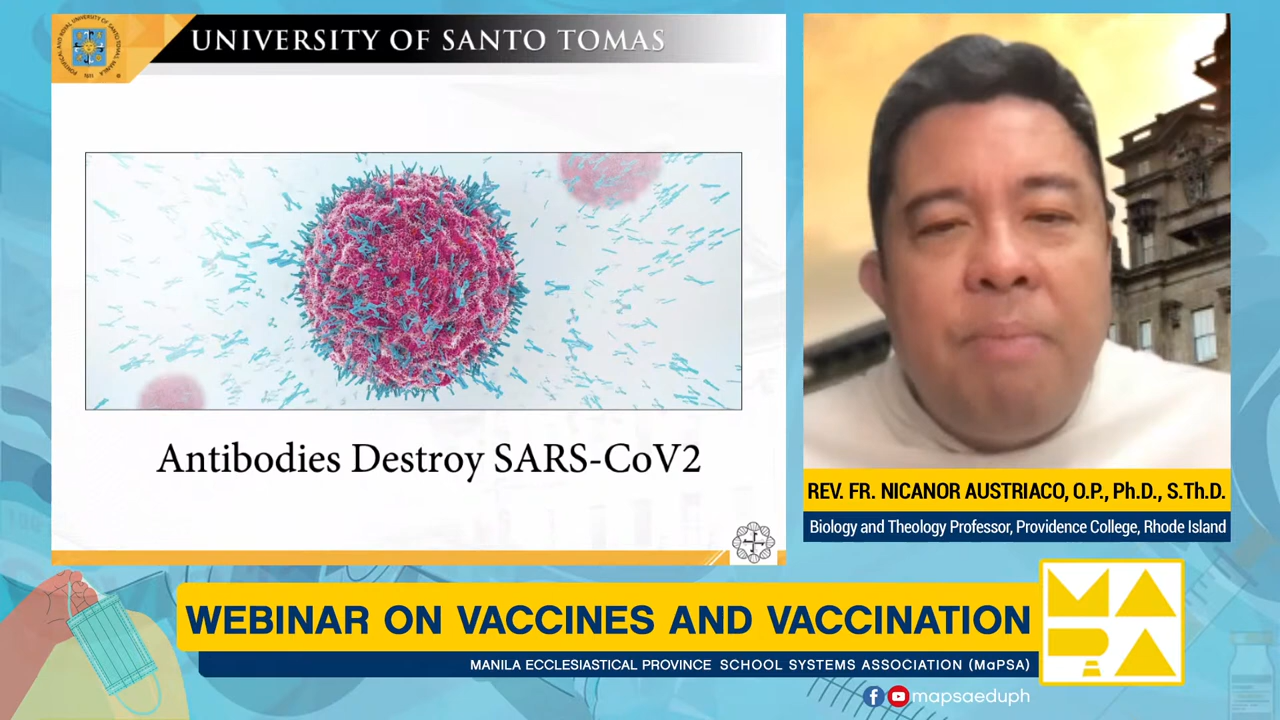 UNIVERSITY OF SANTO TOMAS
Antibodies Destroy SARS-CoV2
REV. FR. NICANOR AUSTRIACO, O.P., Ph.D., S.Th.D.
Biology and Theology Professor, Providence College, Rhode Island
WEBINAR ON VACCINES AND VACCINATION
MANILA ECCLESIASTICAL PROVINCE SCHOOL SYSTEMS ASSOCIATION (MaPSA)
mapsaeduph